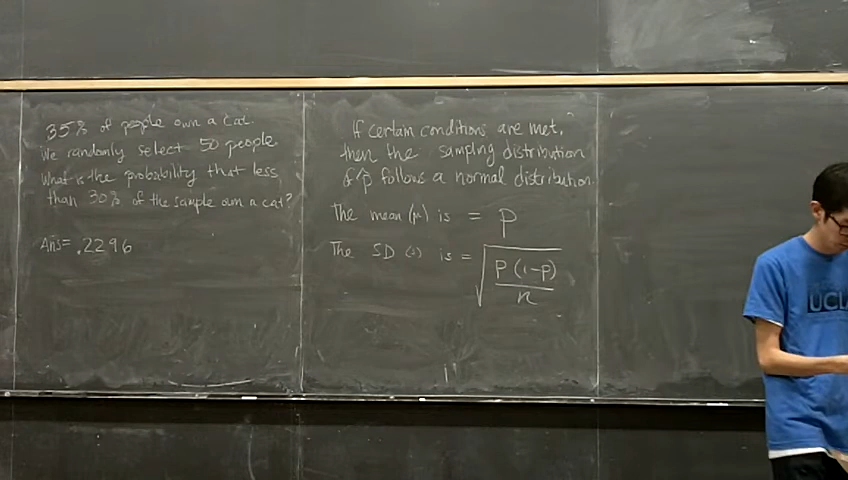 35% of people own a cat.
We randomly select 50 people.
What is the probability that less
than 30% of the sample own a cat?
Ans = .2296
If certain conditions are met,
then the sampling distribution
of p̂ follows a normal distribution.
The mean (μ) is = p
The SD is = √(p(1-p)/n)
UCLA